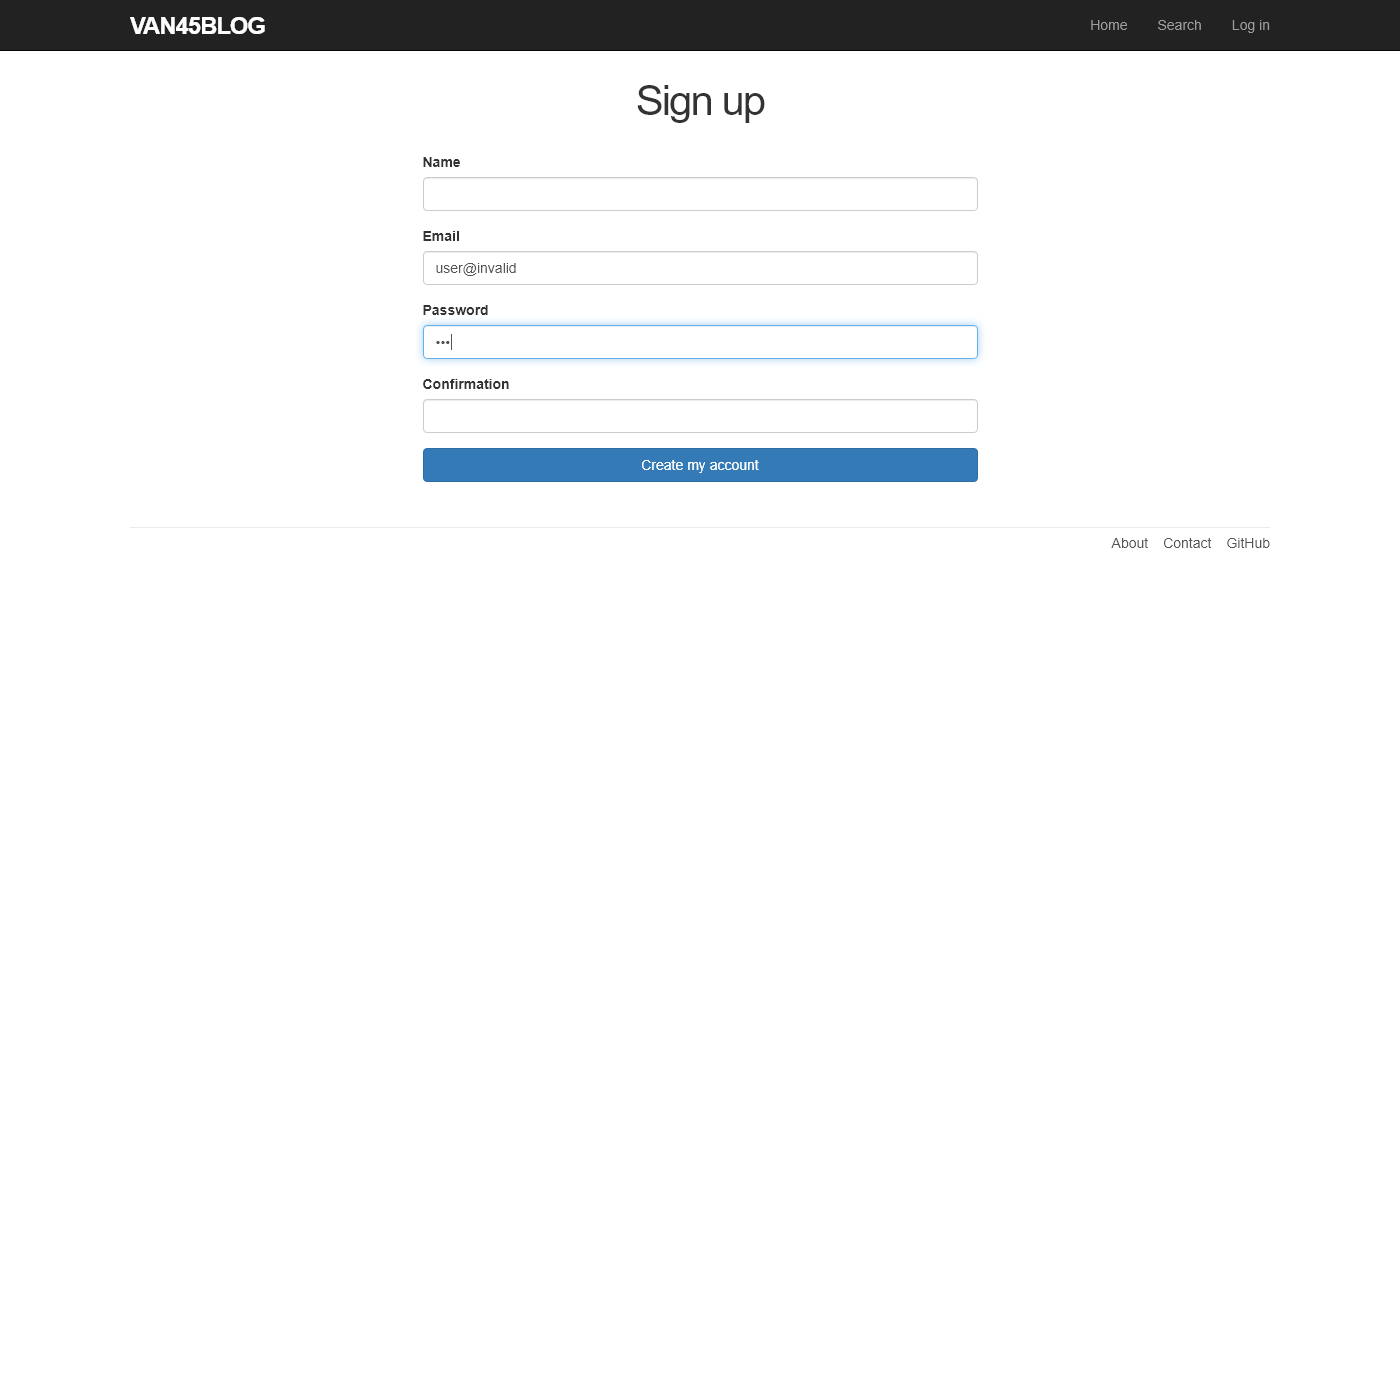 VAN45BLOG Home Search Log in
Sign up
Name
Email
user@invalid
Password
•••
Confirmation
Create my account
About Contact GitHub